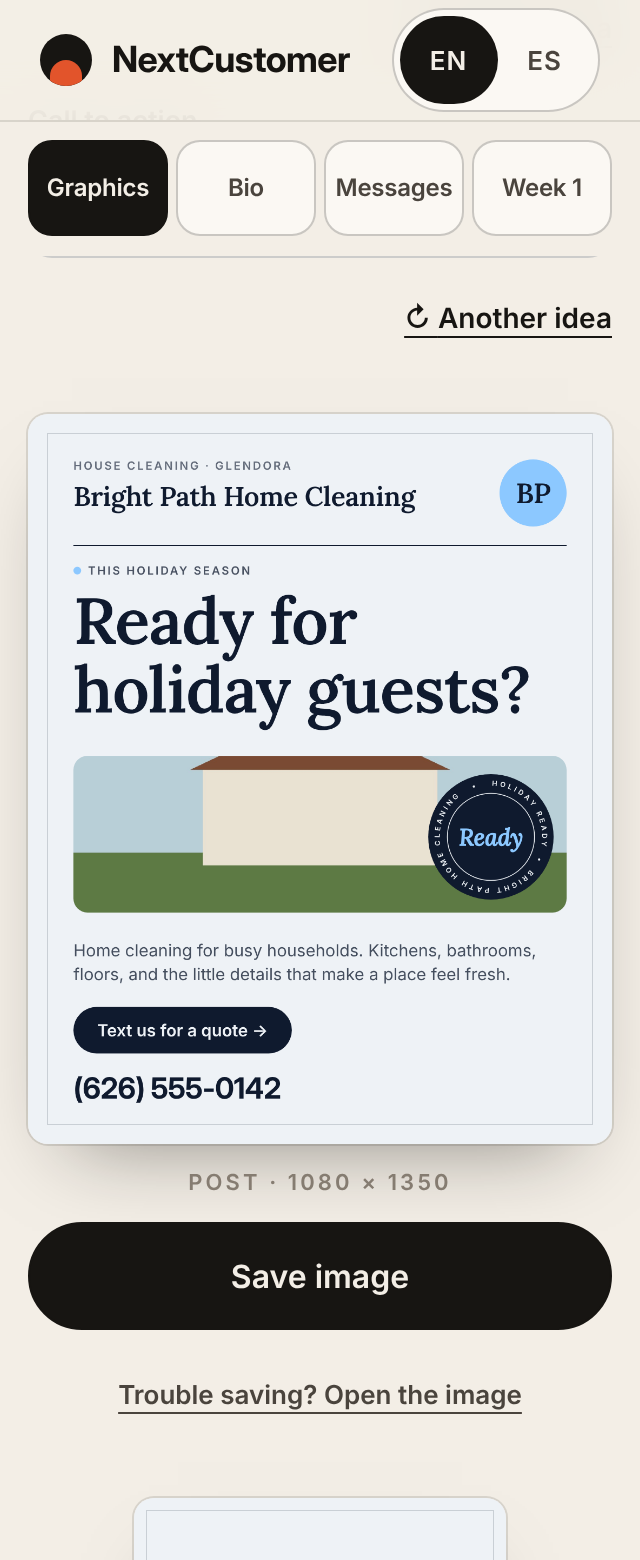 NextCustomer
EN
ES
Call to action
Graphics
Bio
Messages
Week 1
↻ Another idea
HOUSE CLEANING · GLENDORA
Bright Path Home Cleaning
BP
THIS HOLIDAY SEASON
Ready for
holiday guests?
HOLIDAY READY • BRIGHT PATH HOME CLEANING •
Ready
Home cleaning for busy households. Kitchens, bathrooms,
floors, and the little details that make a place feel fresh.
Text us for a quote →
(626) 555-0142
POST · 1080 × 1350
Save image
Trouble saving? Open the image